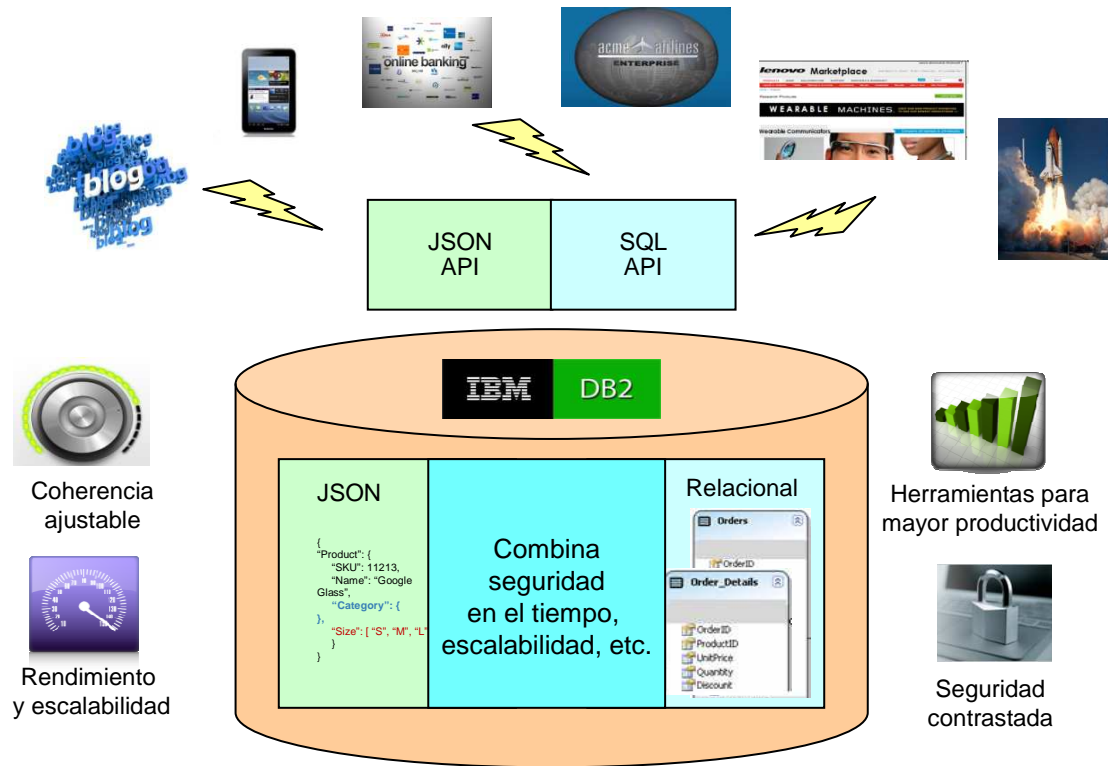 online banking
acme airlines
ENTERPRISE
lenovo Marketplace
WEARABLE MACHINES
Wearable Communicators
blog
JSON
API
SQL
API
IBM
DB2
Coherencia
ajustable
Rendimiento
y escalabilidad
JSON
{
“Product”: {
“SKU”: 11213,
“Name”: “Google
Glass”,
“Category”: {
},
“Size”: [ “S”, “M”, “L”
}
}
Combina
seguridad
en el tiempo,
escalabilidad, etc.
Relacional
Orders
OrderID
Order_Details
OrderID
ProductID
UnitPrice
Quantity
Discount
Herramientas para
mayor productividad
Seguridad
contrastada